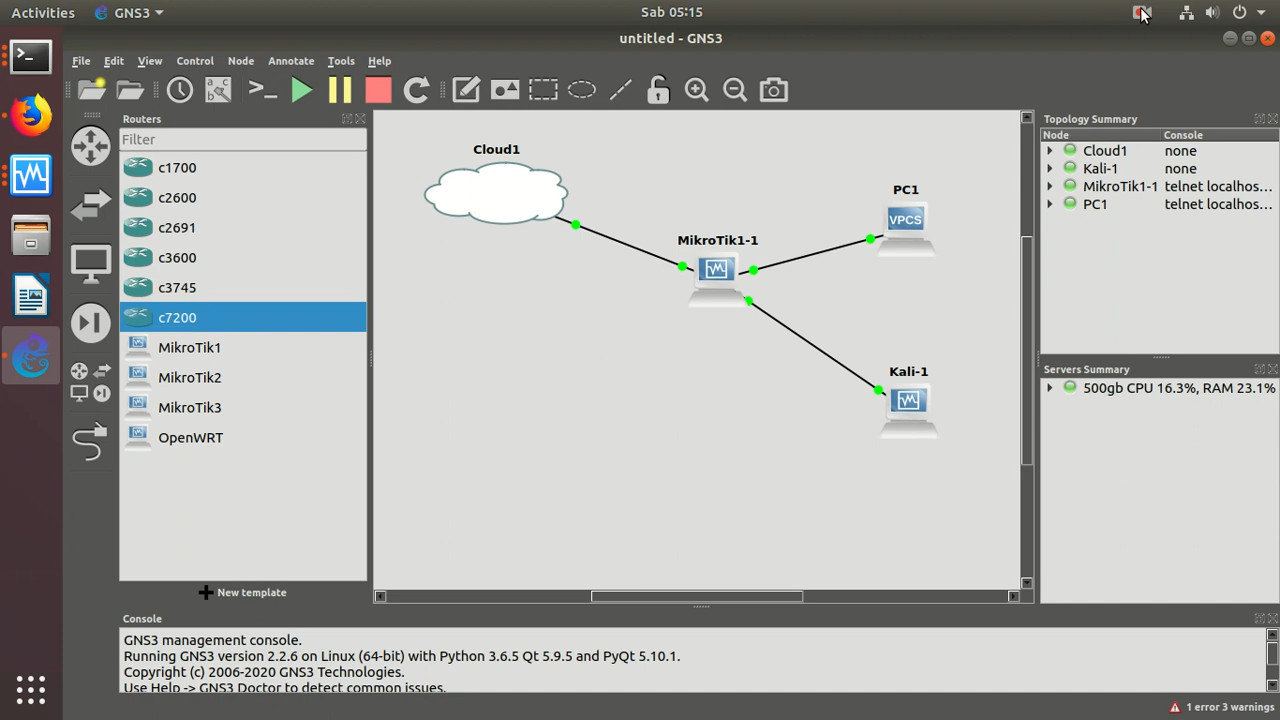 Activities
GNS3
Sab 05:15
untitled - GNS3
File Edit View Control Node Annotate Tools Help
Routers
Filter
c1700
c2600
c2691
c3600
c3745
c7200
MikroTik1
MikroTik2
MikroTik3
OpenWRT
New template
Cloud1
PC1
VPCS
MikroTik1-1
Kali-1
Topology Summary
Node Console
Cloud1 none
Kali-1 none
MikroTik1-1 telnet localhos...
PC1 telnet localhos...
Servers Summary
500gb CPU 16.3%, RAM 23.1%
Console
GNS3 management console.
Running GNS3 version 2.2.6 on Linux (64-bit) with Python 3.6.5 Qt 5.9.5 and PyQt 5.10.1.
Copyright (c) 2006-2020 GNS3 Technologies.
Use Help -> GNS3 Doctor to detect common issues.
1 error 3 warnings